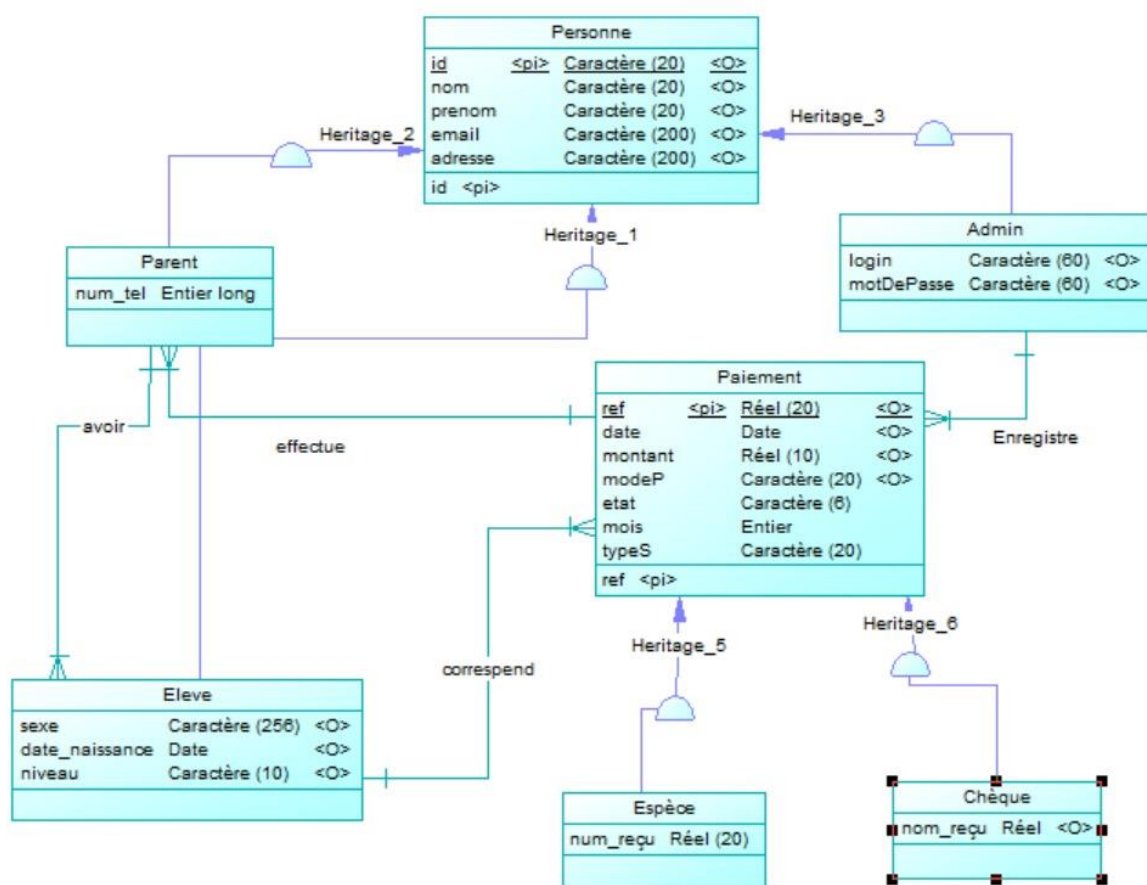 Personne
id <pi> Caractère (20) <O>
nom Caractère (20) <O>
prenom Caractère (20) <O>
email Caractère (200) <O>
adresse Caractère (200) <O>
id <pi>
Heritage_2
Heritage_3
Heritage_1
Parent
num_tel Entier long
Admin
login Caractère (60) <O>
motDePasse Caractère (60) <O>
avoir
effectue
Enregistre
Paiement
ref <pi> Réel (20) <O>
date Date <O>
montant Réel (10) <O>
modeP Caractère (20) <O>
etat Caractère (6)
mois Entier
typeS Caractère (20)
ref <pi>
Heritage_5
Heritage_6
correspend
Eleve
sexe Caractère (256) <O>
date_naissance Date <O>
niveau Caractère (10) <O>
Espèce
num_reçu Réel (20)
Chèque
nom_reçu Réel <O>